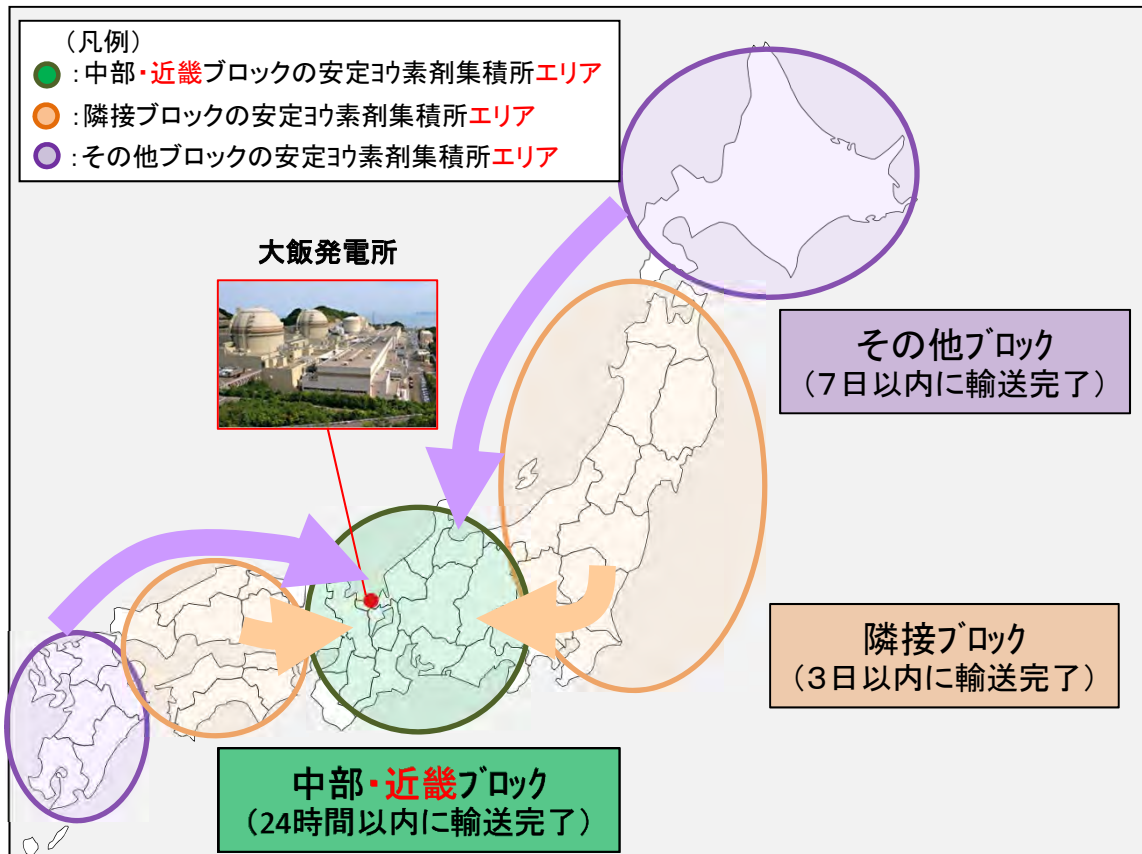 （凡例）
：中部・近畿ブロックの安定ﾖｳ素剤集積所エリア
：隣接ブロックの安定ﾖｳ素剤集積所エリア
：その他ブロックの安定ﾖｳ素剤集積所エリア
大飯発電所
その他ﾌﾞﾛｯｸ
（７日以内に輸送完了）
隣接ﾌﾞﾛｯｸ
（３日以内に輸送完了）
中部・近畿ﾌﾞﾛｯｸ
（24時間以内に輸送完了）